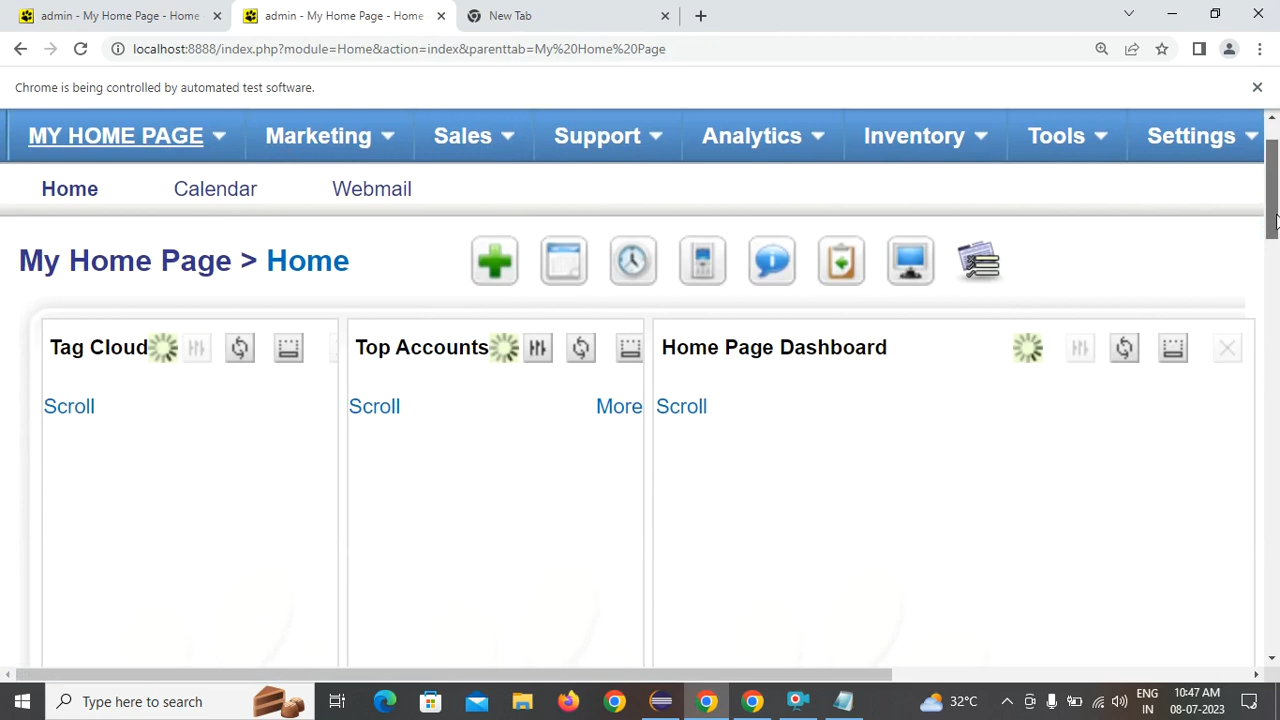 admin - My Home Page - Home
admin - My Home Page - Home
New Tab
localhost:8888/index.php?module=Home&action=index&parenttab=My%20Home%20Page
Chrome is being controlled by automated test software.
MY HOME PAGE
Marketing
Sales
Support
Analytics
Inventory
Tools
Settings
Home
Calendar
Webmail
My Home Page > Home
Tag Cloud
Top Accounts
Home Page Dashboard
Scroll
Scroll
More
Scroll
Type here to search
32°C
ENG
IN
10:47 AM
08-07-2023